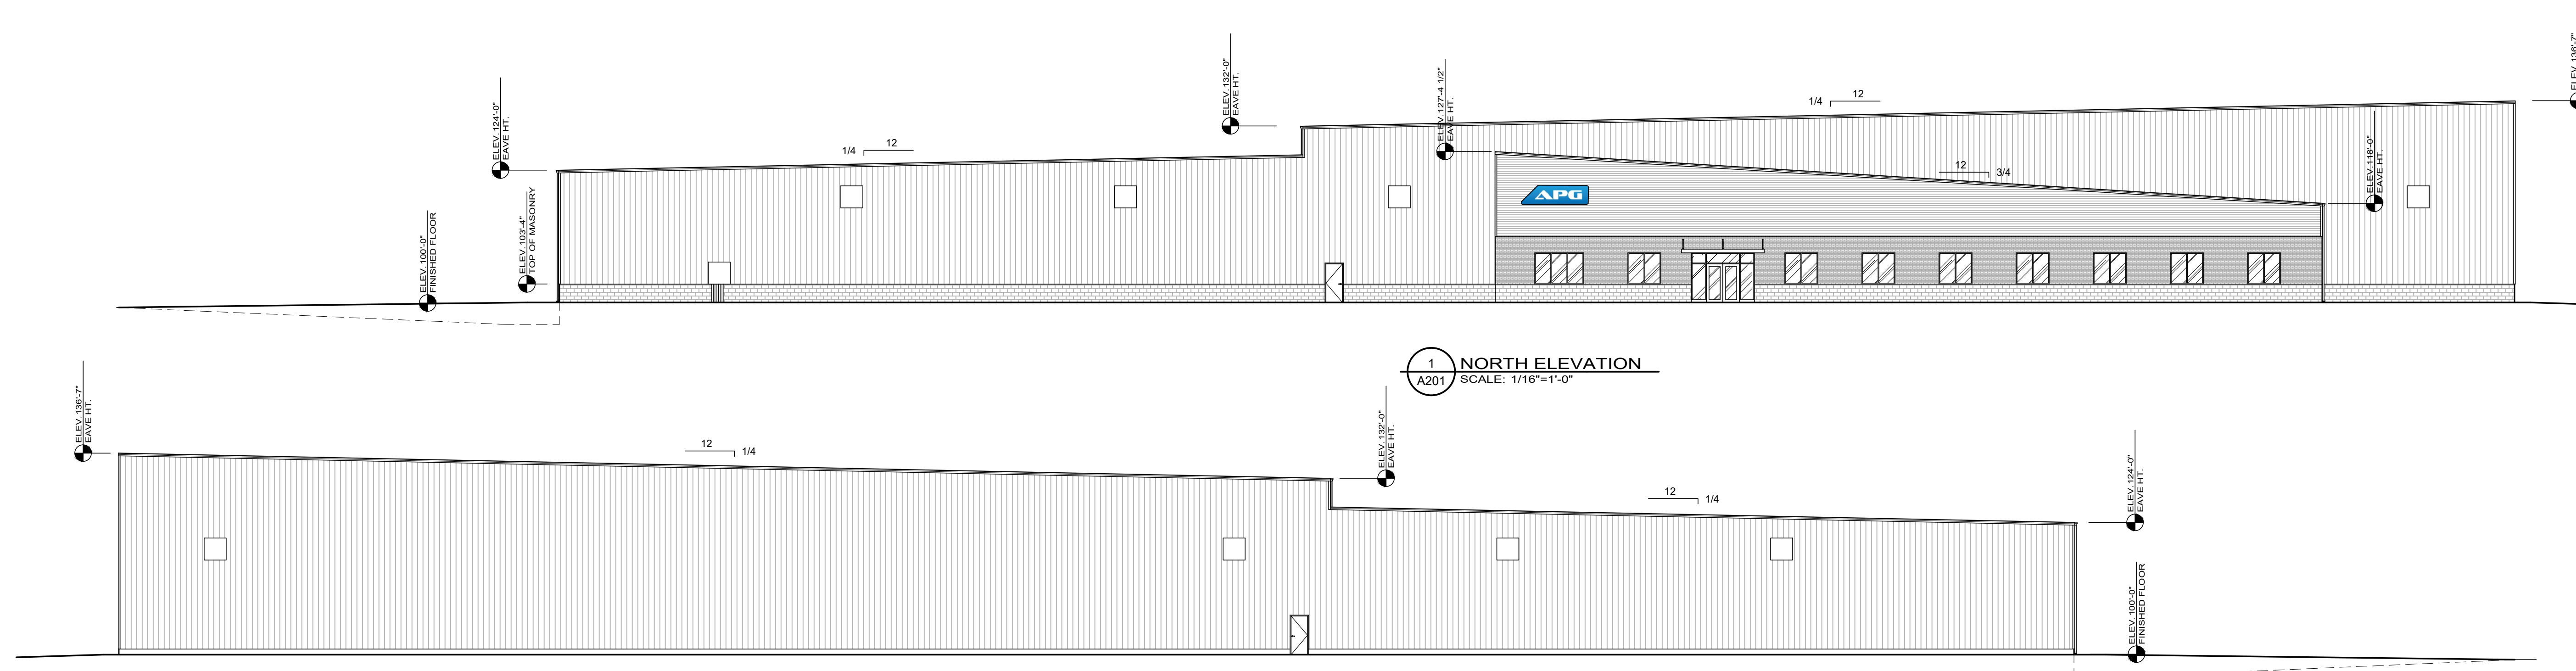 ELEV. 124'-0"
EAVE HT.
ELEV. 132'-0"
EAVE HT.
ELEV. 127'-4 1/2"
EAVE HT.
ELEV. 136'-7"
1/4
12
1/4
12
12
3/4
ELEV. 118'-0"
EAVE HT.
APG
ELEV. 103'-4"
TOP OF MASONRY
ELEV. 100'-0"
FINISHED FLOOR
1
A201
NORTH ELEVATION
SCALE: 1/16"=1'-0"
ELEV. 136'-7"
EAVE HT.
12
1/4
ELEV. 132'-0"
EAVE HT.
12
1/4
ELEV. 124'-0"
EAVE HT.
ELEV. 100'-0"
FINISHED FLOOR